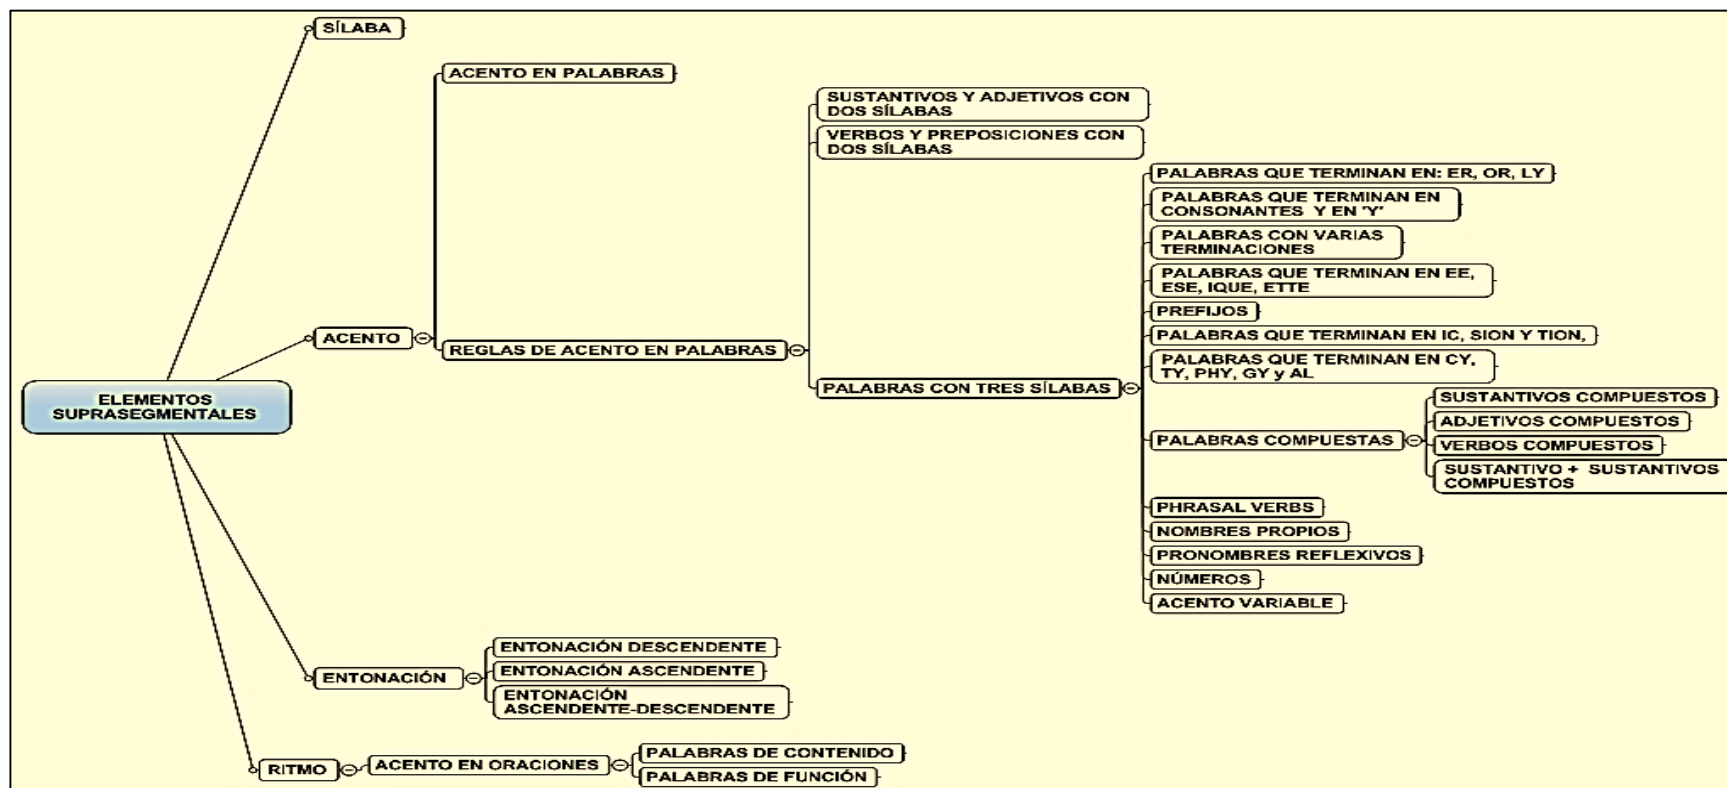 SÍLABA
ACENTO EN PALABRAS
SUSTANTIVOS Y ADJETIVOS CON
DOS SÍLABAS
VERBOS Y PREPOSICIONES CON
DOS SÍLABAS
PALABRAS QUE TERMINAN EN: ER, OR, LY
PALABRAS QUE TERMINAN EN
CONSONANTES Y EN 'Y'
PALABRAS CON VARIAS
TERMINACIONES
PALABRAS QUE TERMINAN EN EE,
ESE, IQUE, ETTE
PREFIJOS
ACENTO
REGLAS DE ACENTO EN PALABRAS
PALABRAS QUE TERMINAN EN IC, SION Y TION,
PALABRAS QUE TERMINAN EN CY,
TY, PHY, GY y AL
PALABRAS CON TRES SÍLABAS
ELEMENTOS
SUPRASEGMENTALES
SUSTANTIVOS COMPUESTOS
ADJETIVOS COMPUESTOS
PALABRAS COMPUESTAS
VERBOS COMPUESTOS
SUSTANTIVO + SUSTANTIVOS
COMPUESTOS
PHRASAL VERBS
NOMBRES PROPIOS
PRONOMBRES REFLEXIVOS
NÚMEROS
ACENTO VARIABLE
ENTONACIÓN
ENTONACIÓN DESCENDENTE
ENTONACIÓN ASCENDENTE
ENTONACIÓN
ASCENDENTE-DESCENDENTE
RITMO
ACENTO EN ORACIONES
PALABRAS DE CONTENIDO
PALABRAS DE FUNCIÓN